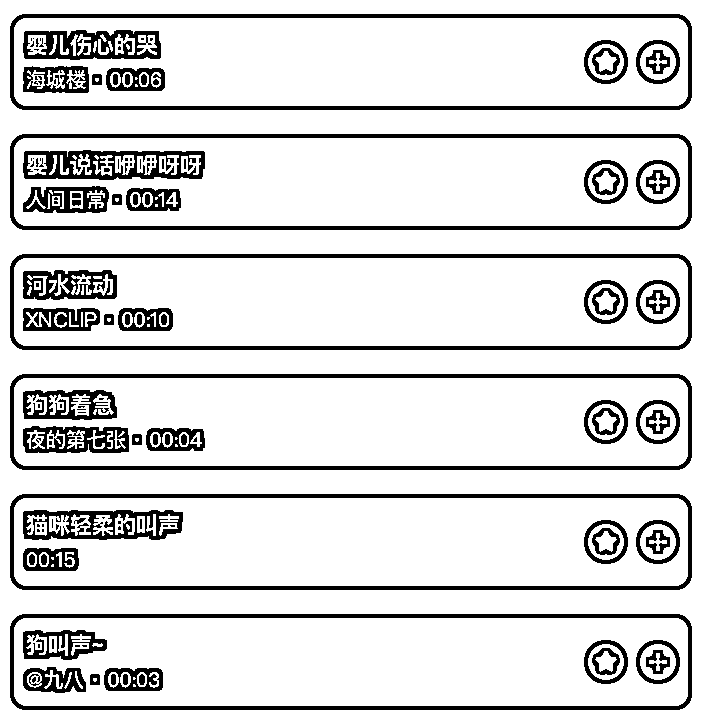 婴儿伤心的哭
海城楼·00:06
婴儿说话咿咿呀呀
人间日常·00:14
河水流动
XNCLIP·00:10
狗狗着急
夜的第七张·00:04
猫咪轻柔的叫声
00:15
狗叫声~
@九八·00:03